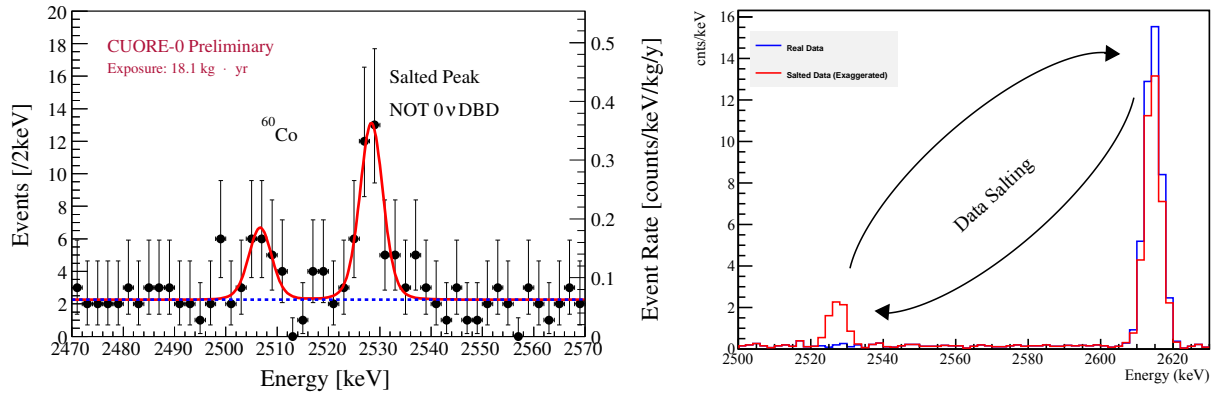 20
18
16
14
12
10
8
6
4
2
0
Events [/2keV]
CUORE-0 Preliminary
Exposure: 18.1 kg · yr
60Co
Salted Peak
NOT 0νDBD
0.5
0.4
0.3
0.2
0.1
0
Event Rate [counts/keV/kg/y]
2470 2480 2490 2500 2510 2520 2530 2540 2550 2560 2570
Energy [keV]
cnts/keV
16
14
12
10
8
6
4
2
0
Real Data
Salted Data (Exaggerated)
Data Salting
2500 2520 2540 2560 2580 2600 2620
Energy (keV)